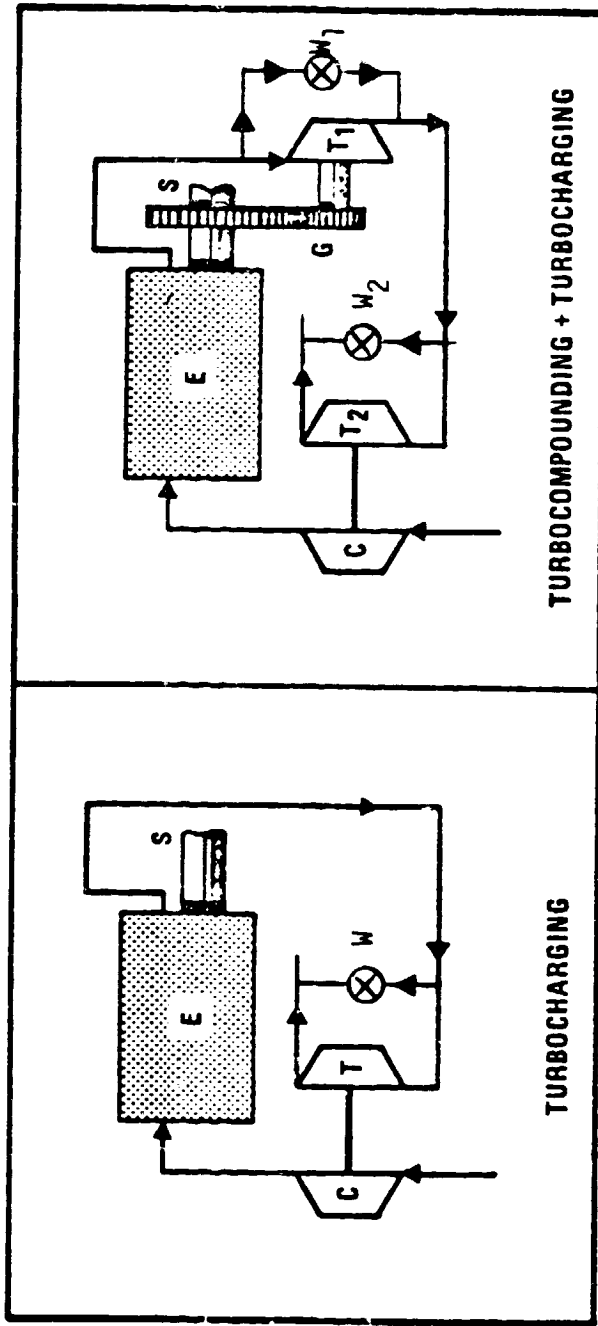 E
S
C
T
W
TURBOCHARGING
E
S
G
T1
W1
C
T2
W2
TURBOCOMPOUNDING + TURBOCHARGING